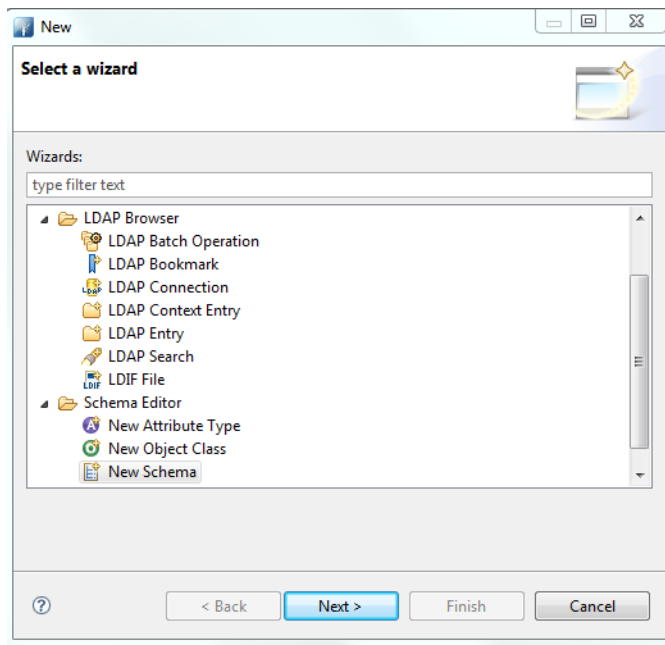 New
Select a wizard
Wizards:
type filter text
LDAP Browser
LDAP Batch Operation
LDAP Bookmark
LDAP Connection
LDAP Context Entry
LDAP Entry
LDAP Search
LDIF File
Schema Editor
New Attribute Type
New Object Class
New Schema
< Back Next > Finish Cancel